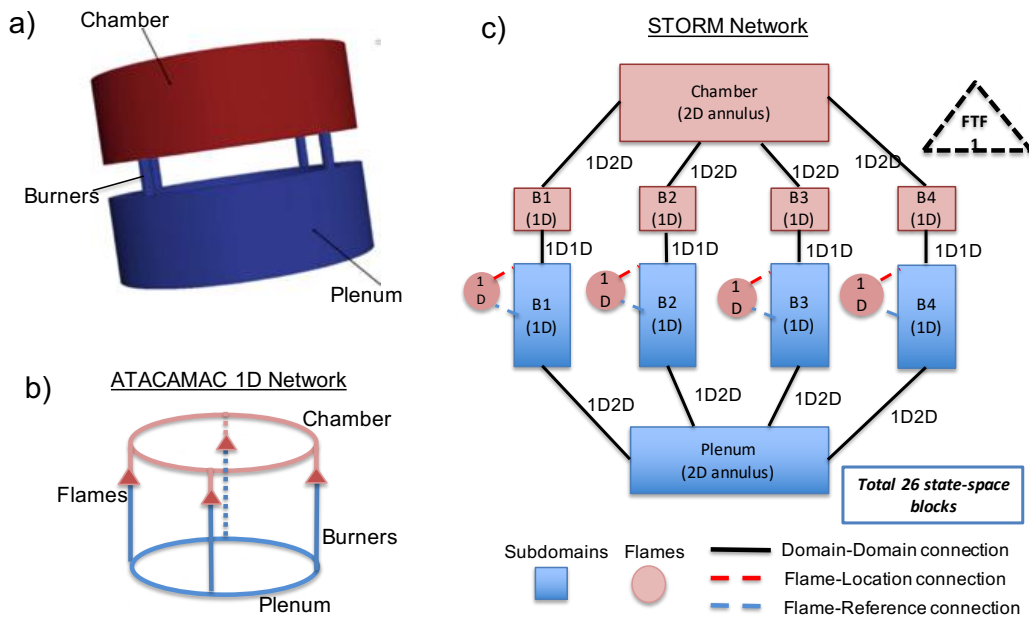 a)
Chamber
Burners
Plenum
b)
ATACAMAC 1D Network
Chamber
Flames
Burners
Plenum
c)
STORM Network
Chamber
(2D annulus)
FTF
1
1D2D
1D2D
1D2D
1D2D
B1
(1D)
B2
(1D)
B3
(1D)
B4
(1D)
1D1D
1D1D
1D1D
1D1D
1
D
1
D
1
D
1
D
B1
(1D)
B2
(1D)
B3
(1D)
B4
(1D)
1D2D
1D2D
1D2D
1D2D
Plenum
(2D annulus)
Total 26 state-space
blocks
Subdomains
Flames
Domain-Domain connection
Flame-Location connection
Flame-Reference connection